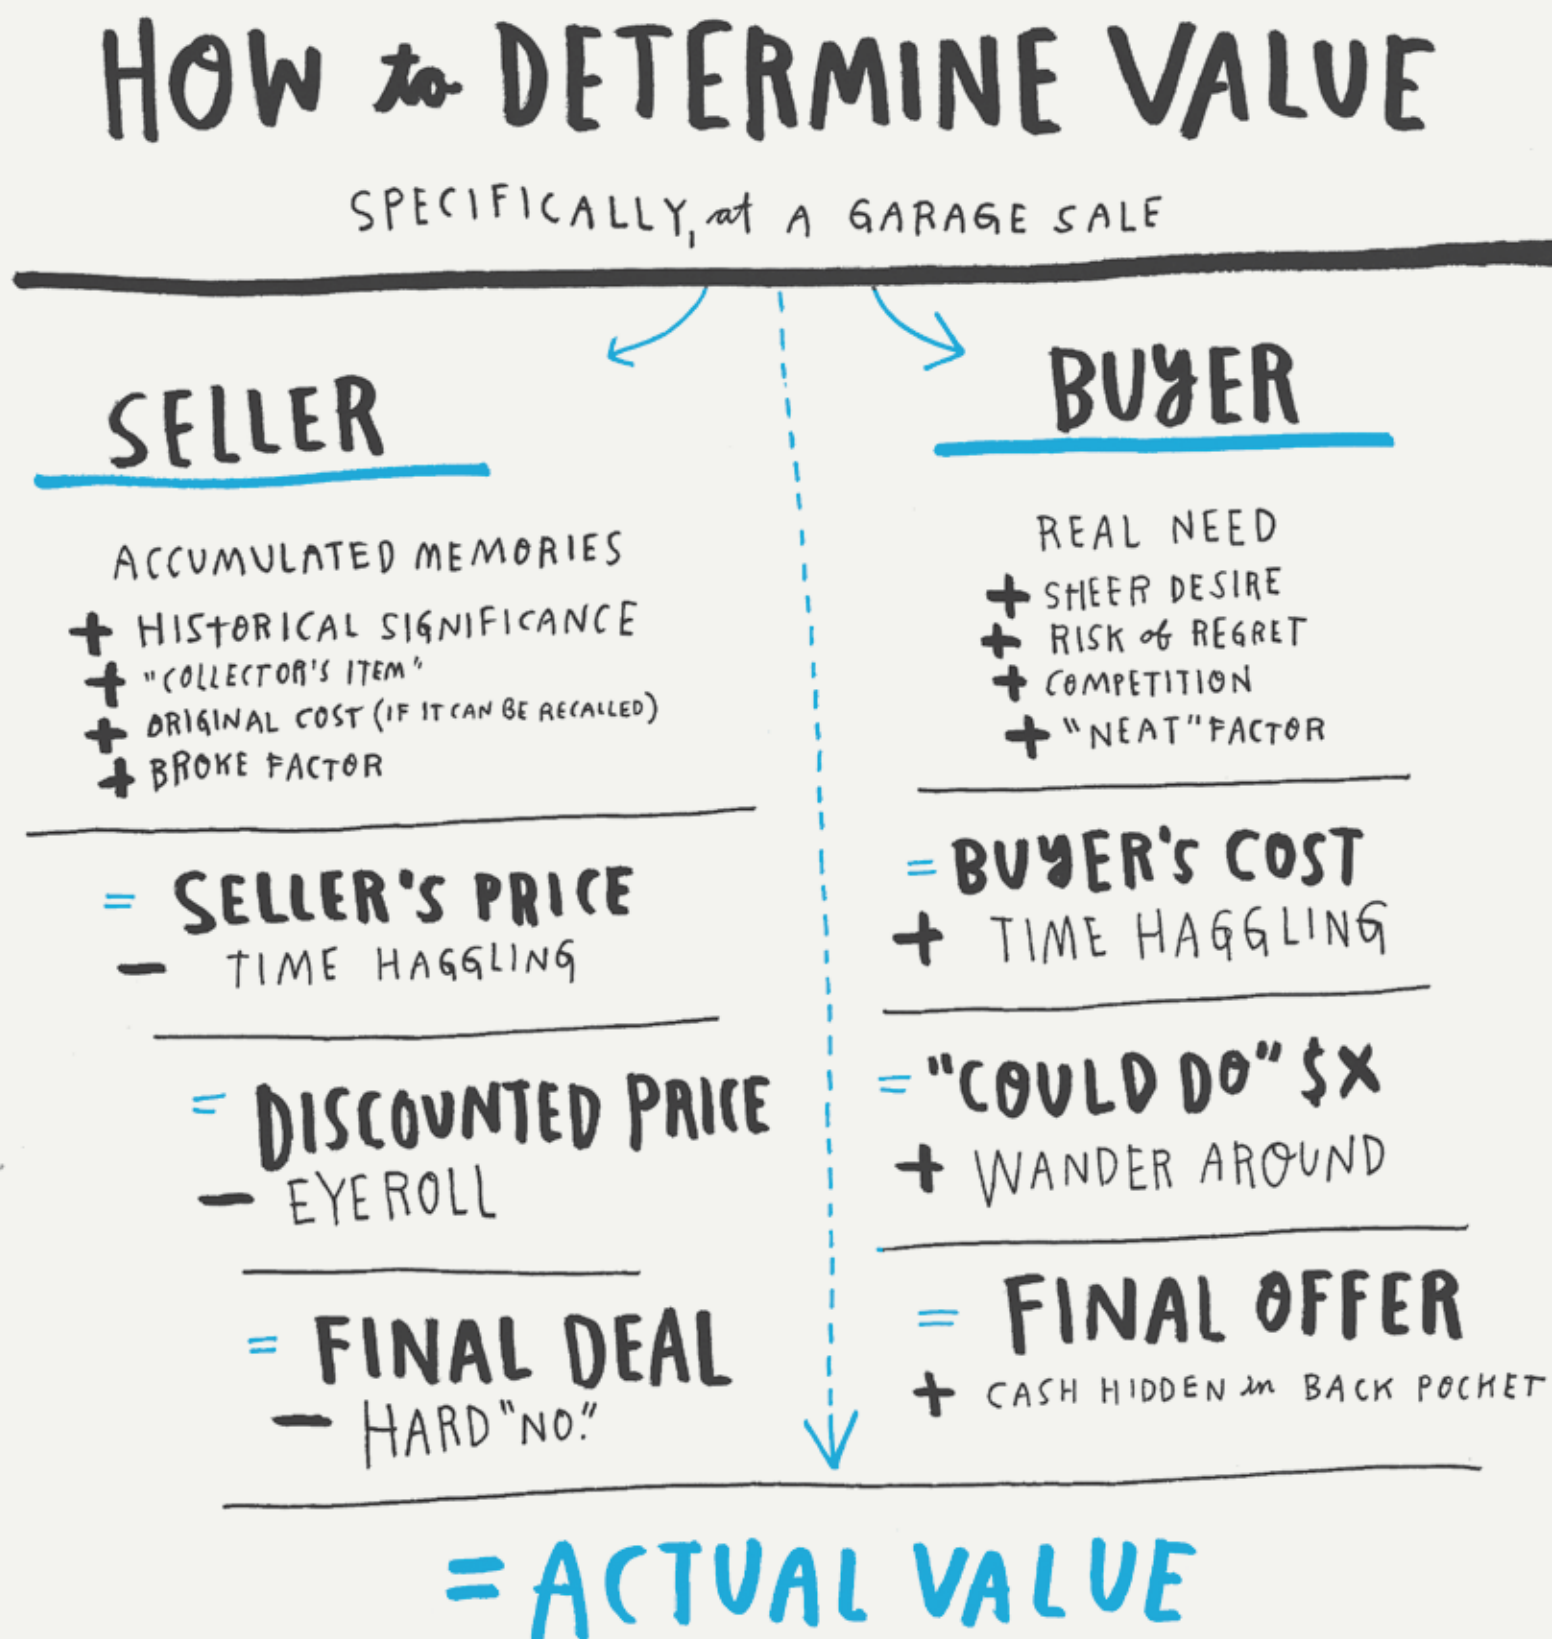 HOW to DETERMINE VALUE
SPECIFICALLY, at A GARAGE SALE
SELLER
ACCUMULATED MEMORIES
+ HISTORICAL SIGNIFICANCE
+ "COLLECTOR'S ITEM"
+ ORIGINAL COST (IF IT CAN BE RECALLED)
+ BROKE FACTOR
= SELLER'S PRICE
- TIME HAGGLING
= DISCOUNTED PRICE
- EYE ROLL
= FINAL DEAL
- HARD "NO."
BUYER
REAL NEED
+ SHEER DESIRE
+ RISK of REGRET
+ COMPETITION
+ "NEAT" FACTOR
= BUYER'S COST
+ TIME HAGGLING
= "COULD DO" $X
+ WANDER AROUND
= FINAL OFFER
+ CASH HIDDEN in BACK POCKET
= ACTUAL VALUE